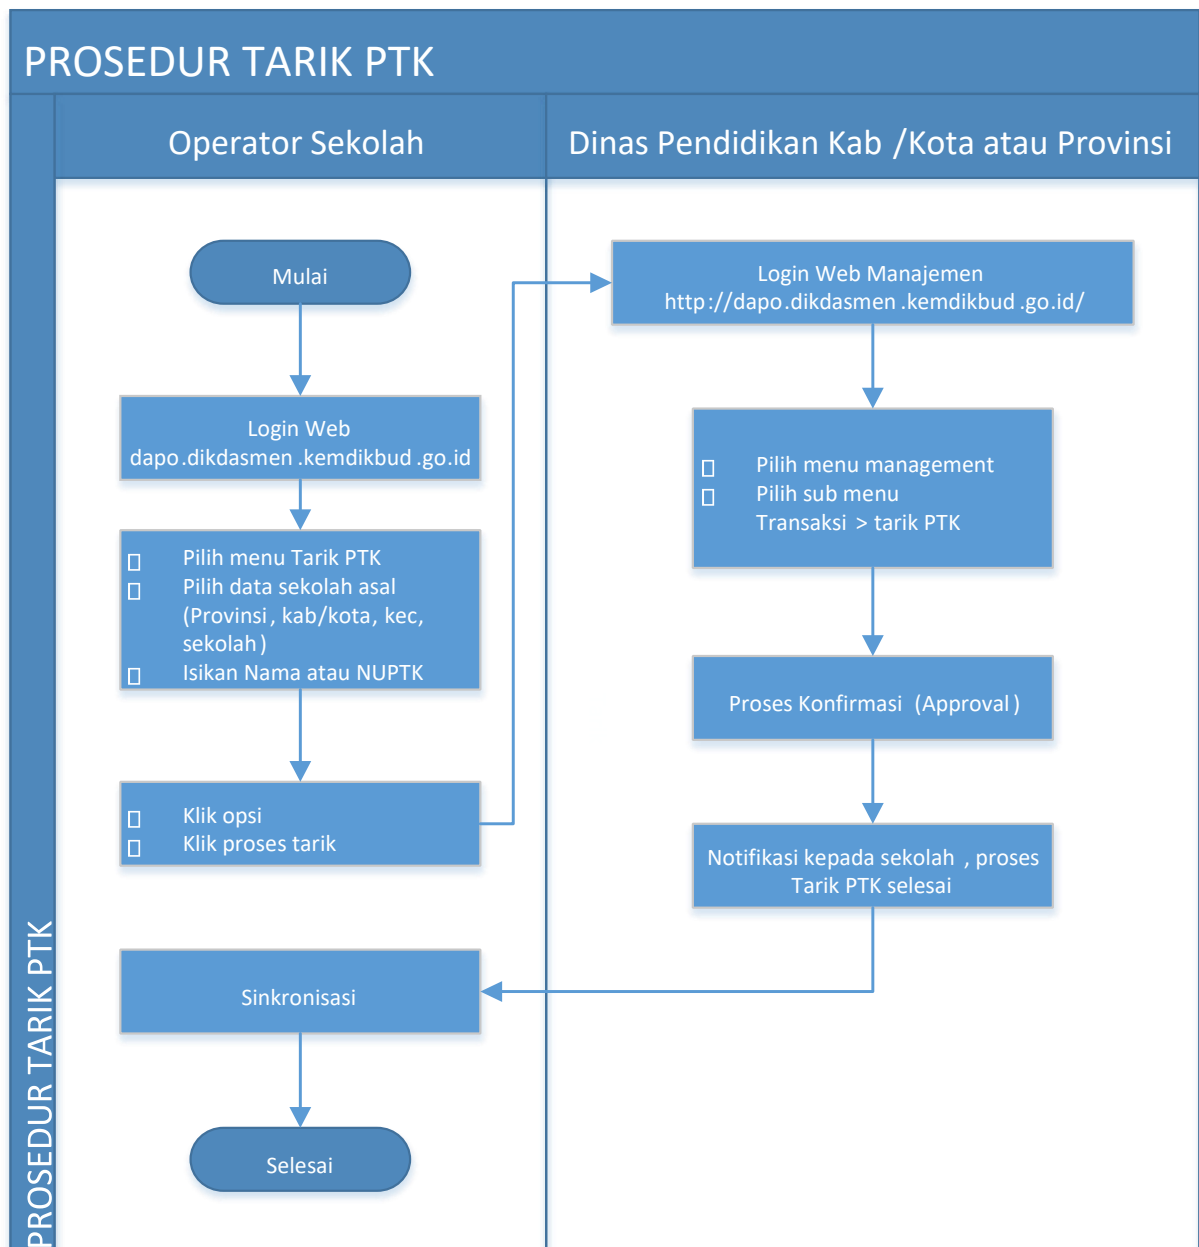 PROSEDUR TARIK PTK
Operator Sekolah
Dinas Pendidikan Kab /Kota atau Provinsi
Mulai
Login Web
dapo.dikdasmen.kemdikbud.go.id
Pilih menu Tarik PTK
Pilih data sekolah asal
(Provinsi, kab/kota, kec,
sekolah)
Isikan Nama atau NUPTK
Klik opsi
Klik proses tarik
Login Web Manajemen
http://dapo.dikdasmen.kemdikbud.go.id/
Pilih menu management
Pilih sub menu
Transaksi > tarik PTK
Proses Konfirmasi (Approval)
Notifikasi kepada sekolah, proses
Tarik PTK selesai
Sinkronisasi
Selesai
PROSEDUR TARIK PTK